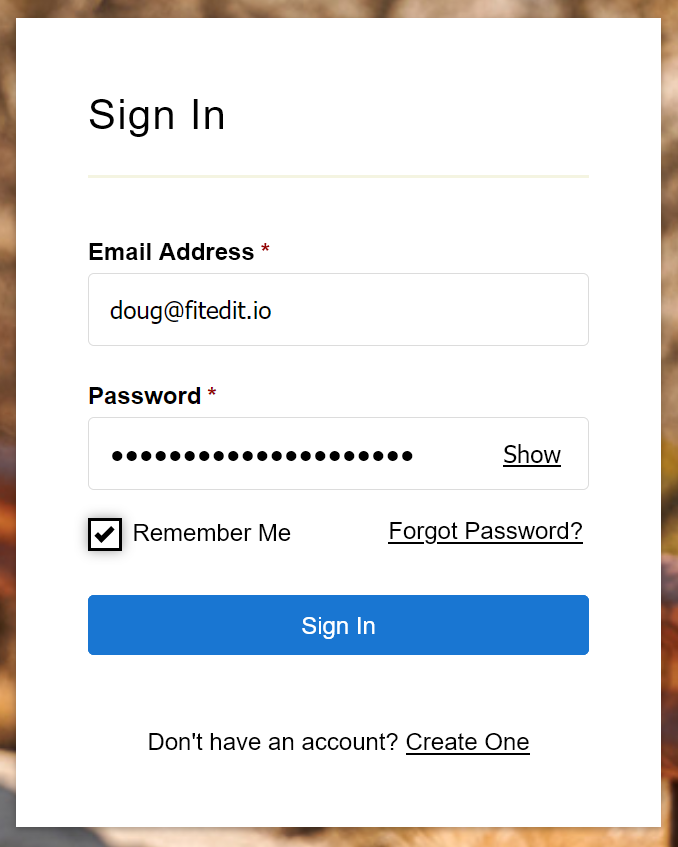 Sign In
Email Address *
doug@fitedit.io
Password *
●●●●●●●●●●●●●●●●●●●●●
Show
Remember Me
Forgot Password?
Sign In
Don't have an account? Create One